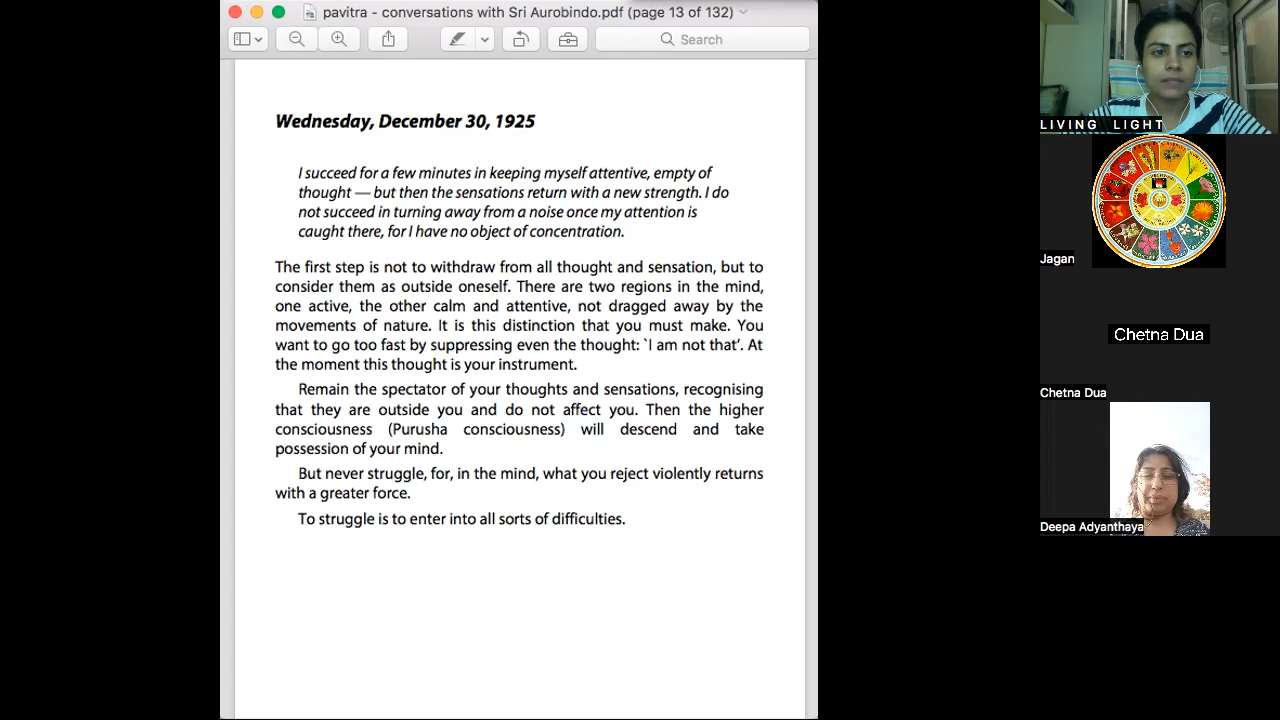 pavitra - conversations with Sri Aurobindo.pdf (page 13 of 132)
Search
Wednesday, December 30, 1925
I succeed for a few minutes in keeping myself attentive, empty of
thought — but then the sensations return with a new strength. I do
not succeed in turning away from a noise once my attention is
caught there, for I have no object of concentration.
The first step is not to withdraw from all thought and sensation, but to
consider them as outside oneself. There are two regions in the mind,
one active, the other calm and attentive, not dragged away by the
movements of nature. It is this distinction that you must make. You
want to go too fast by suppressing even the thought: `I am not that'. At
the moment this thought is your instrument.
Remain the spectator of your thoughts and sensations, recognising
that they are outside you and do not affect you. Then the higher
consciousness (Purusha consciousness) will descend and take
possession of your mind.
But never struggle, for, in the mind, what you reject violently returns
with a greater force.
To struggle is to enter into all sorts of difficulties.
LIVING LIGHT
Jagan
Chetna Dua
Chetna Dua
Deepa Adyanthaya